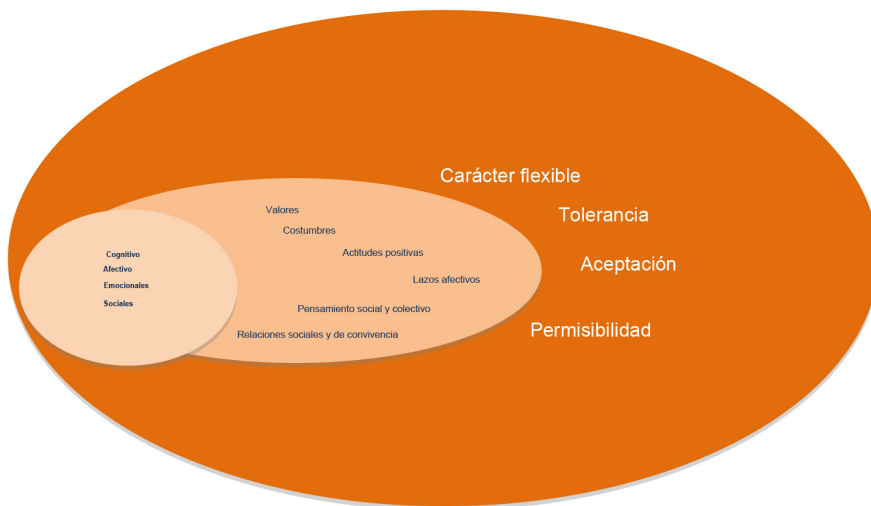 Carácter flexible
Tolerancia
Aceptación
Permisibilidad
Valores
Costumbres
Actitudes positivas
Lazos afectivos
Pensamiento social y colectivo
Relaciones sociales y de convivencia
Cognitivo
Afectivo
Emocionales
Sociales